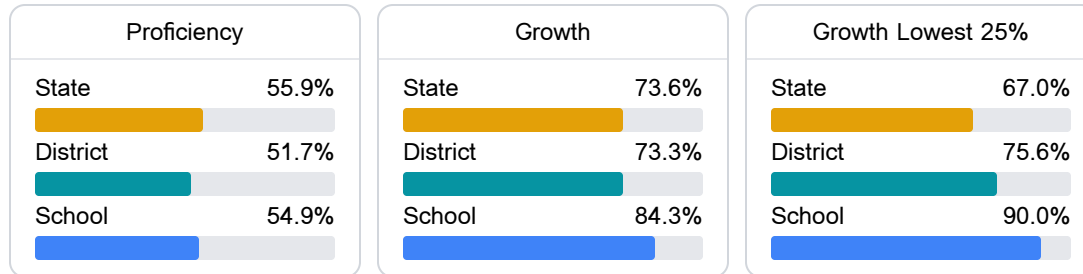 Proficiency
State 55.9%
District 51.7%
School 54.9%
Growth
State 73.6%
District 73.3%
School 84.3%
Growth Lowest 25%
State 67.0%
District 75.6%
School 90.0%